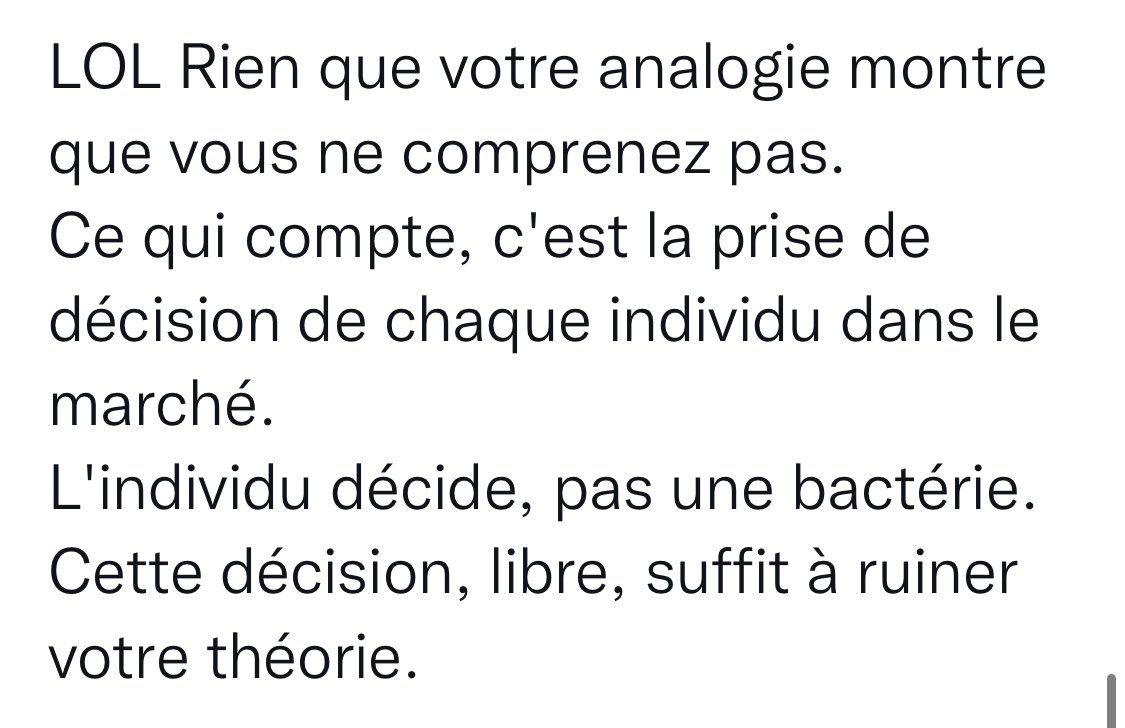 LOL Rien que votre analogie montre
que vous ne comprenez pas.
Ce qui compte, c'est la prise de
décision de chaque individu dans le
marché.
L'individu décide, pas une bactérie.
Cette décision, libre, suffit à ruiner
votre théorie.